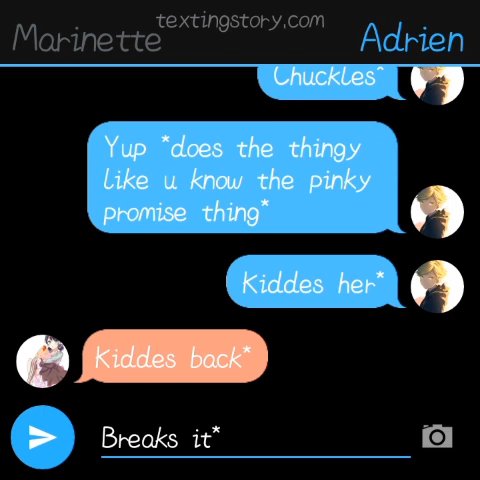 textingstory.com
Marinette
Adrien
Chuckles*
Yup *does the thingy
like u know the pinky
promise thing*
Kiddes her*
Kiddes back*
Breaks it*